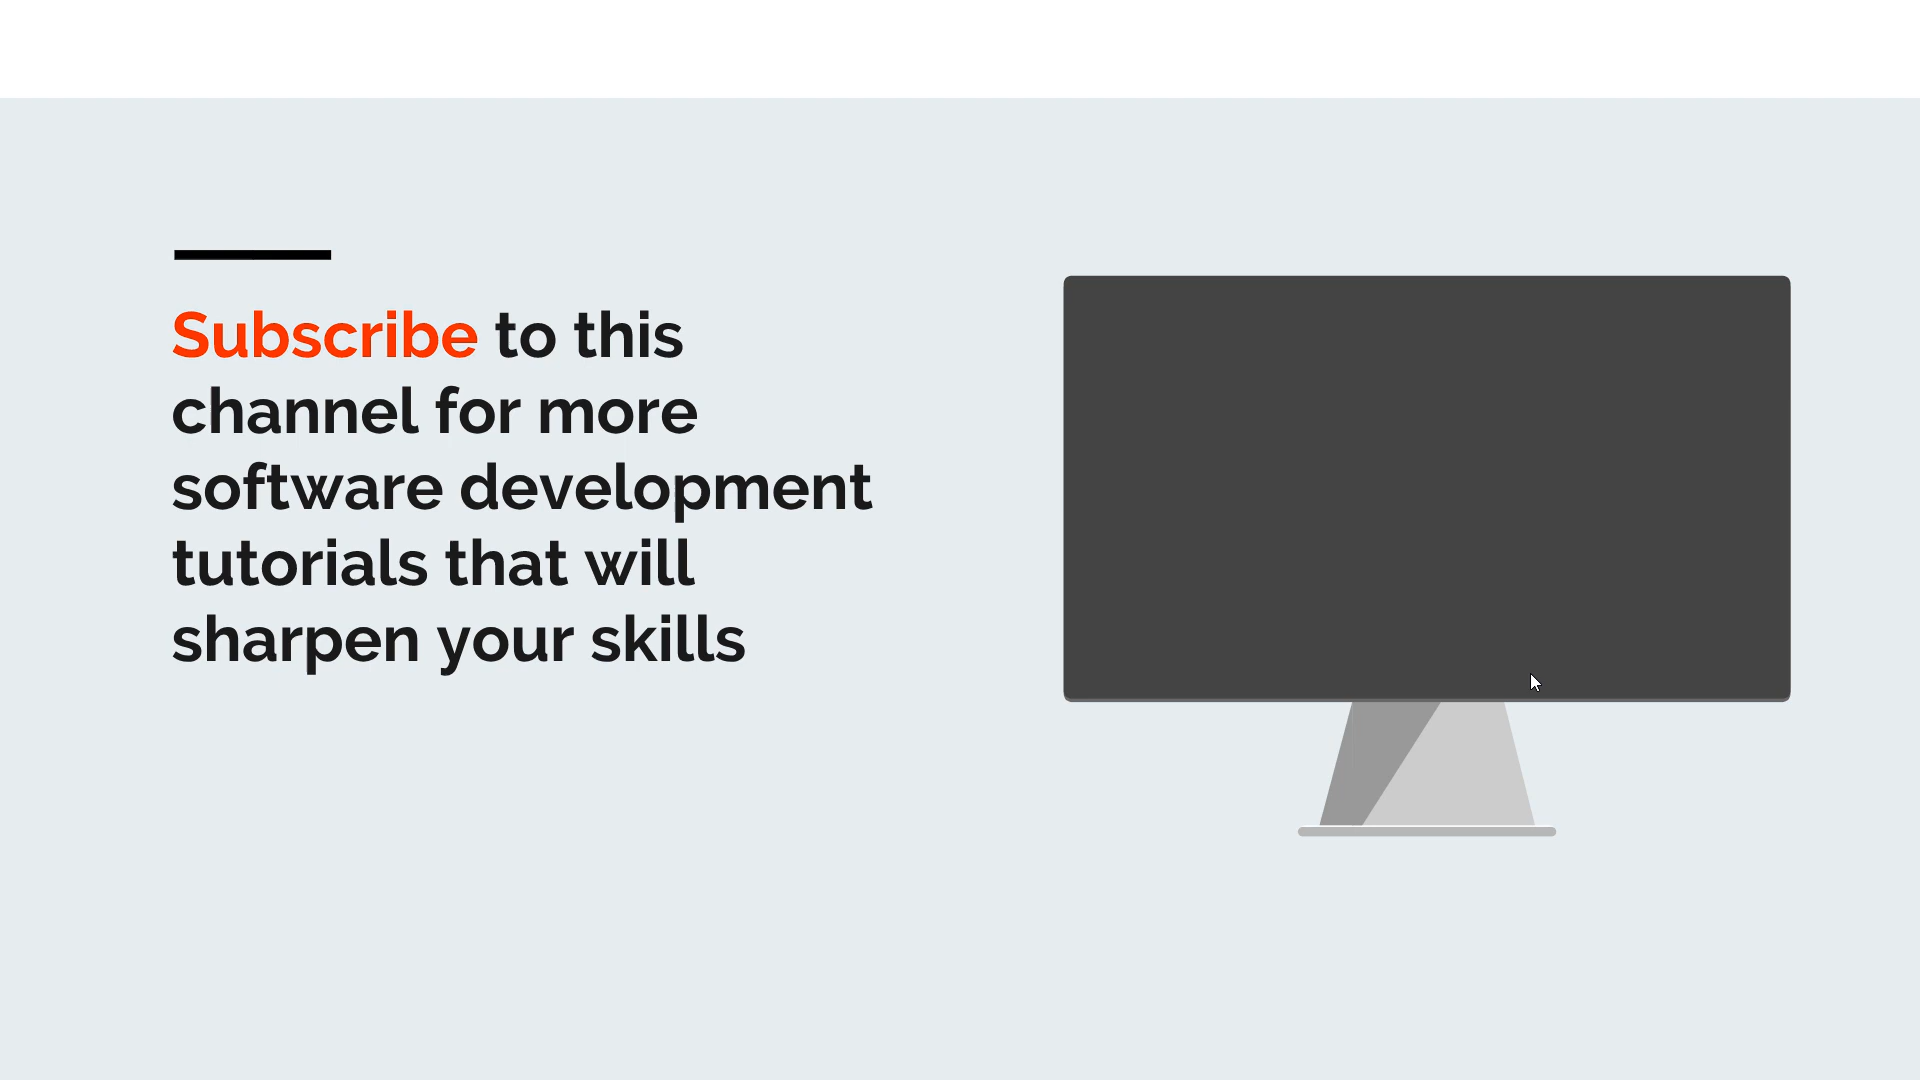 Subscribe to this
channel for more
software development
tutorials that will
sharpen your skills